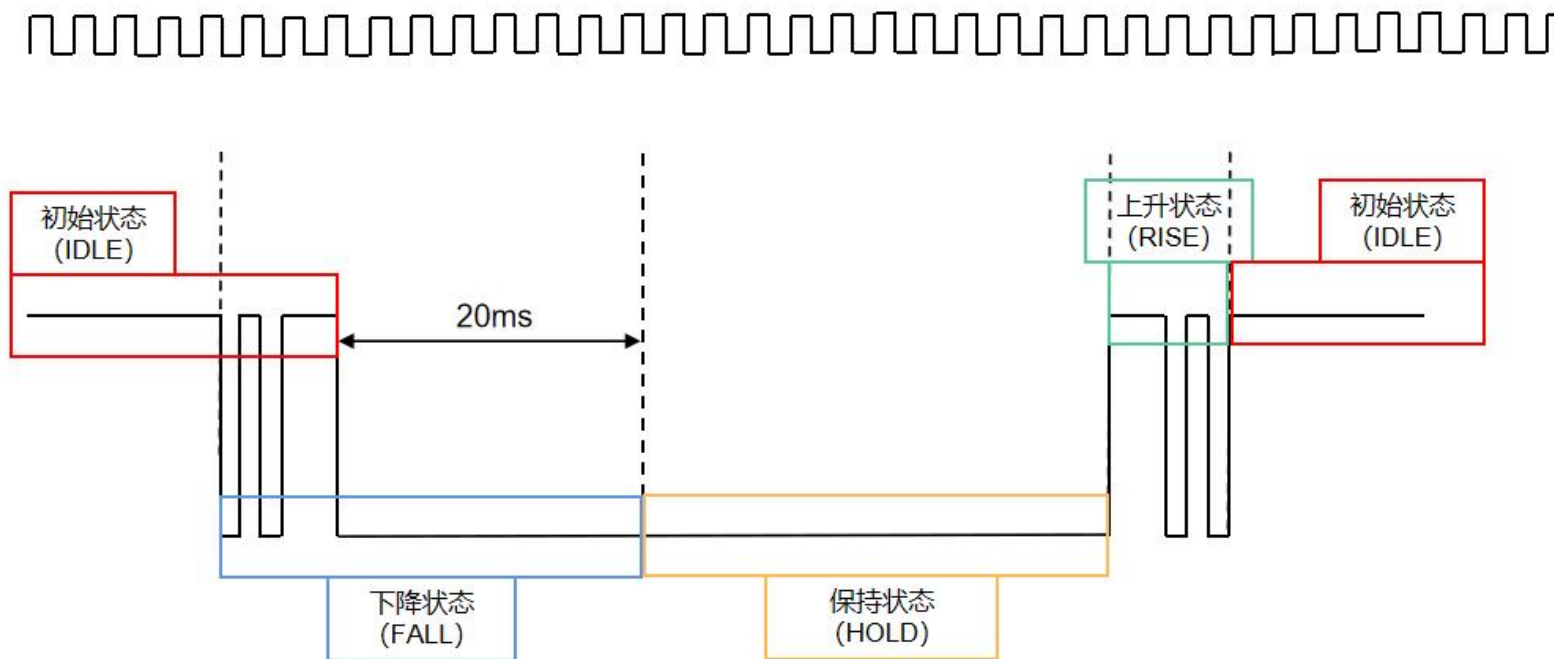 初始状态
(IDLE)
20ms
上升状态
(RISE)
初始状态
(IDLE)
下降状态
(FALL)
保持状态
(HOLD)